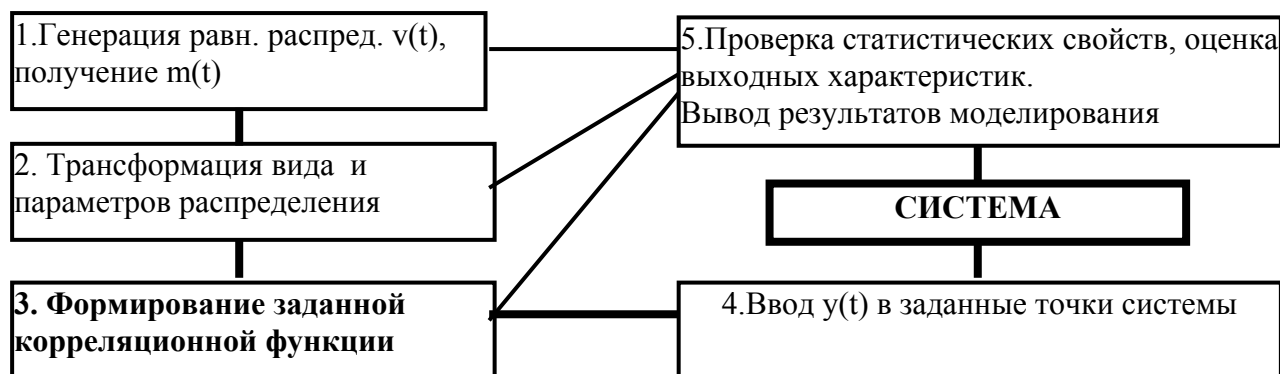 1.Генерация равн. распред. v(t),
получение m(t)
2. Трансформация вида и
параметров распределения
3. Формирование заданной
корреляционной функции
5.Проверка статистических свойств, оценка
выходных характеристик.
Вывод результатов моделирования
СИСТЕМА
4.Ввод y(t) в заданные точки системы